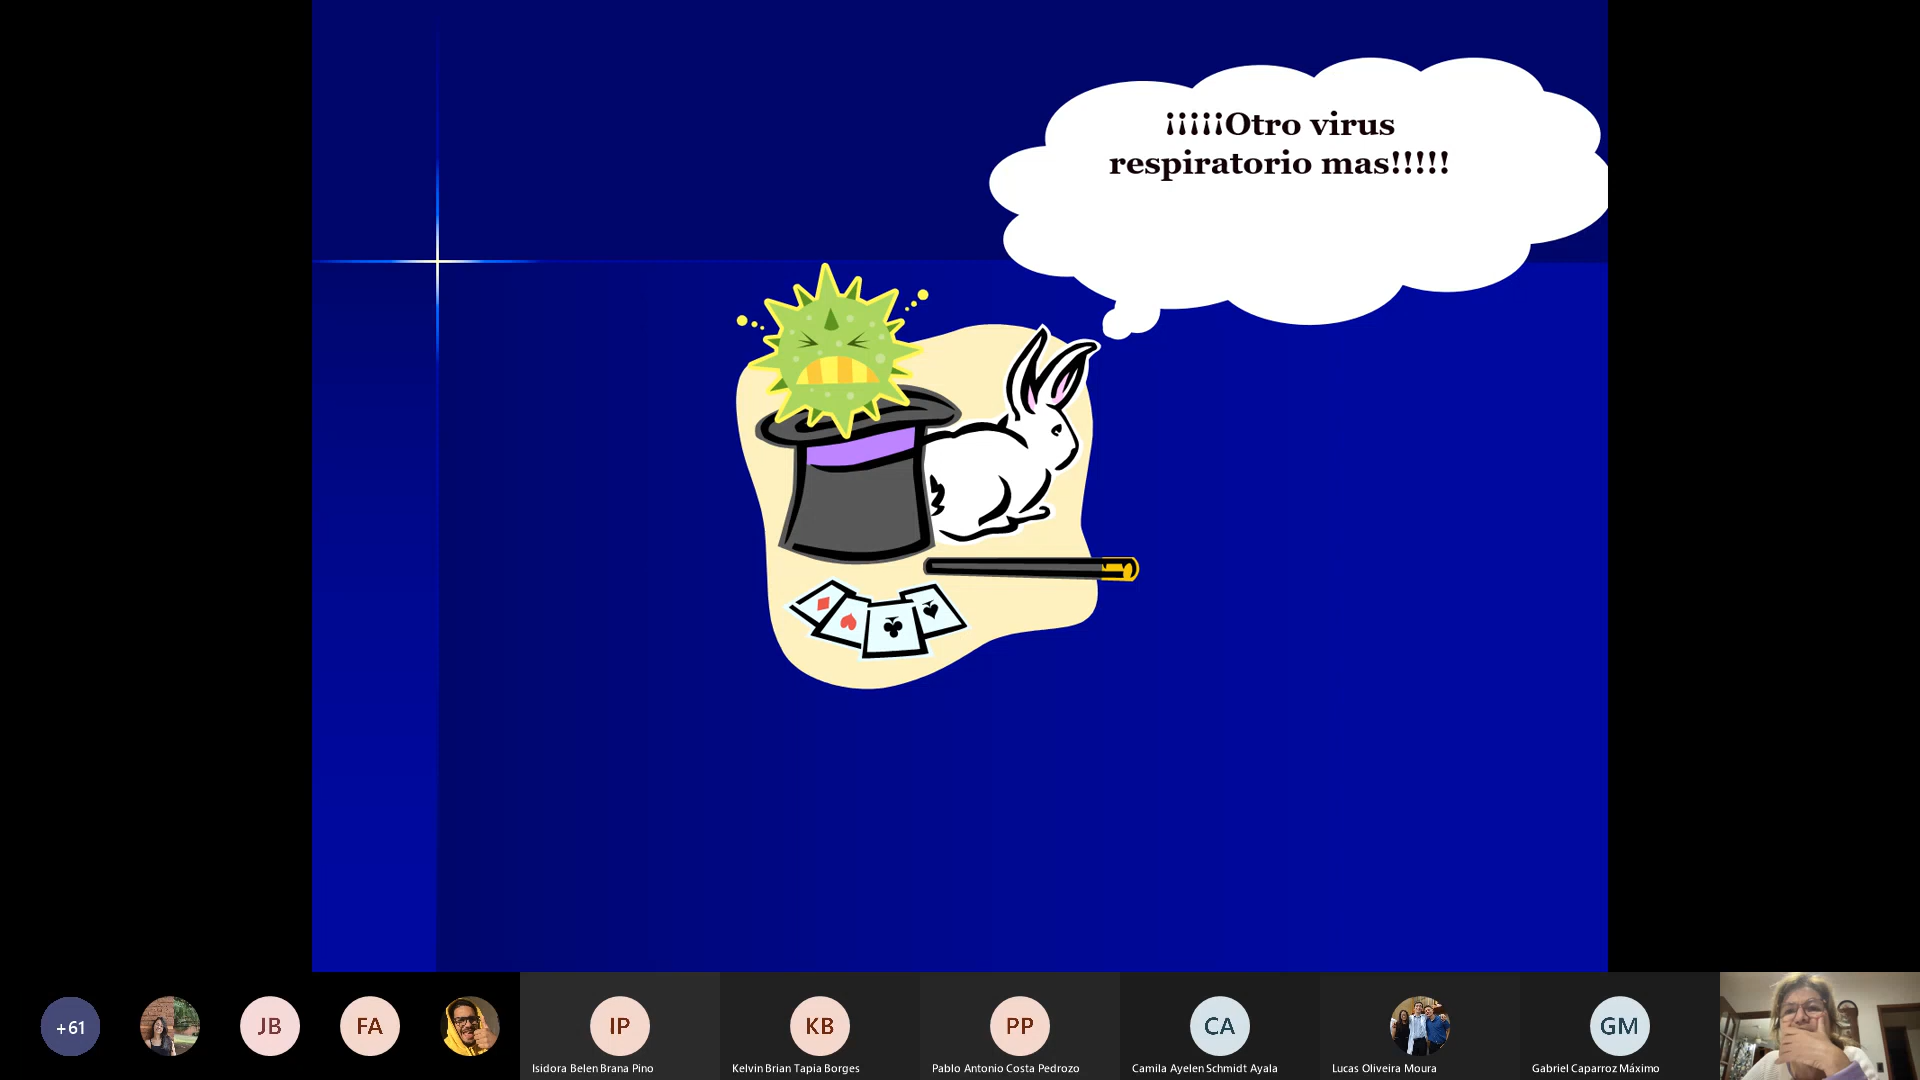 ¡¡¡¡¡Otro virus
respiratorio mas!!!!!
+61
JB
FA
IP
KB
PP
CA
GM
Isidora Belen Brana Pino
Kelvin Brian Tapia Borges
Pablo Antonio Costa Pedrozo
Camila Ayelen Schmidt Ayala
Lucas Oliveira Moura
Gabriel Caparroz Máximo